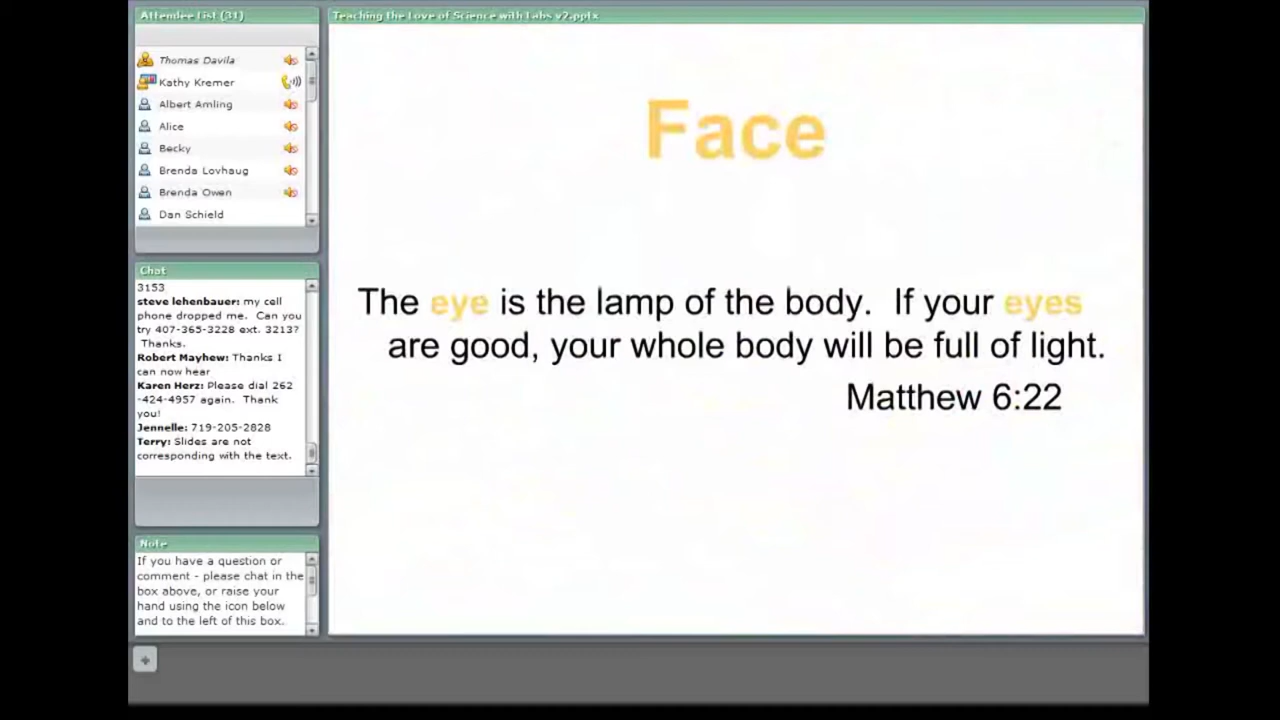 Attendee List (31)
Thomas Davila
Kathy Kremer
Albert Amling
Alice
Becky
Brenda Lovhaug
Brenda Owen
Dan Schield
Chat
3153
steve lehenbauer: my cell
phone dropped me. Can you
try 407-365-3228 ext. 3213?
Thanks.
Robert Mayhew: Thanks I
can now hear
Karen Herz: Please dial 262
-424-4957 again. Thank
you!
Jennelle: 719-205-2828
Terry: Slides are not
corresponding with the text.
Note
If you have a question or
comment - please chat in the
box above, or raise your
hand using the icon below
and to the left of this box.
Teaching the Love of Science with Labs v2.pptx
Face
The eye is the lamp of the body. If your eyes
are good, your whole body will be full of light.
Matthew 6:22